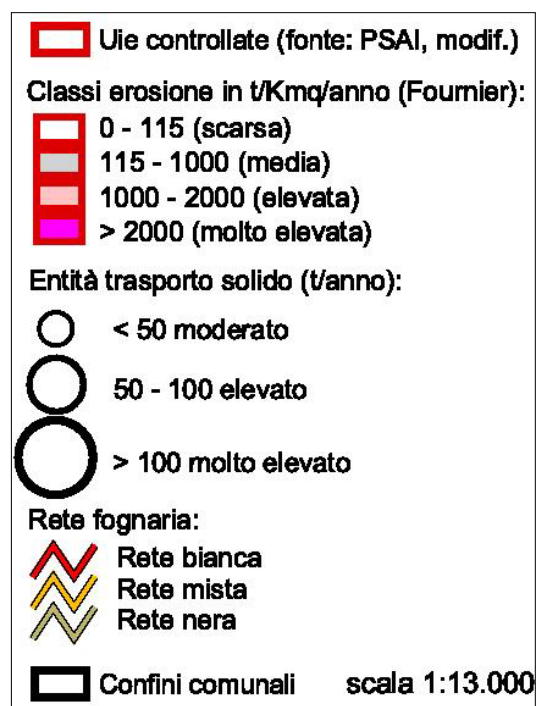 Uie controllate (fonte: PSAI, modif.)
Classi erosione in t/Kmq/anno (Fournier):
0 - 115 (scarsa)
115 - 1000 (media)
1000 - 2000 (elevata)
> 2000 (molto elevata)
Entità trasporto solido (t/anno):
< 50 moderato
50 - 100 elevato
> 100 molto elevato
Rete fognaria:
Rete bianca
Rete mista
Rete nera
Confini comunali scala 1:13.000